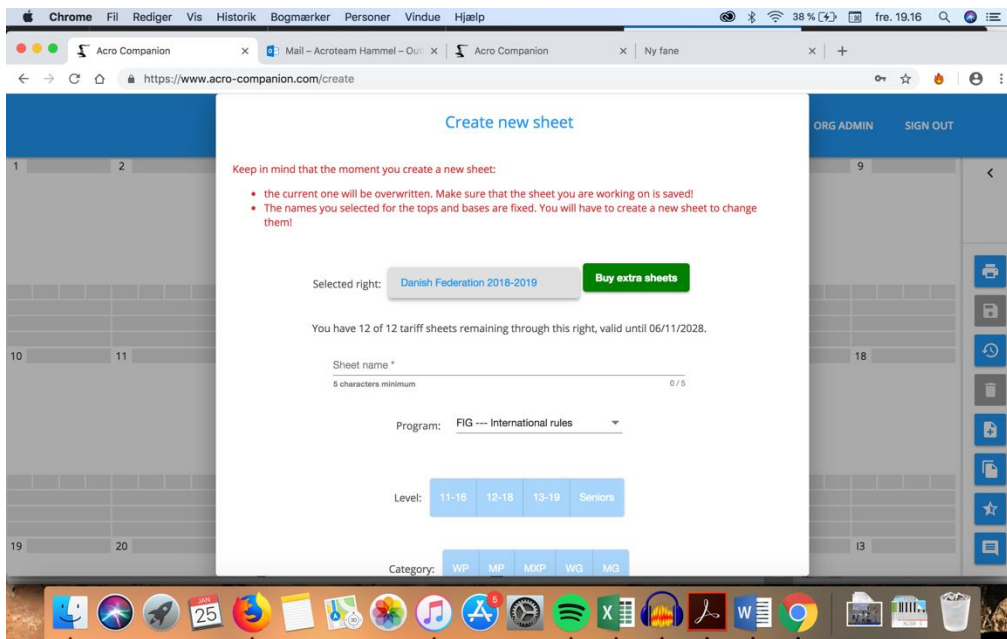 Chrome Fil Rediger Vis Historik Bogmærker Personer Vindue Hjælp 38 % fre. 19.16
Acro Companion
Mail – Acroteam Hammel – Out
Acro Companion
Ny fane
https://www.acro-companion.com/create
ORG ADMIN SIGN OUT
Create new sheet
1 2 9
Keep in mind that the moment you create a new sheet:
• the current one will be overwritten. Make sure that the sheet you are working on is saved!
• The names you selected for the tops and bases are fixed. You will have to create a new sheet to change
them!
Selected right: Danish Federation 2018-2019 Buy extra sheets
You have 12 of 12 tariff sheets remaining through this right, valid until 06/11/2028.
10 11 18
Sheet name *
5 characters minimum 0 / 5
Program: FIG --- International rules
Level: 11-16 12-18 13-19 Seniors
19 20 I3
Category: WP MP MXP WG MG
JAN
25
5